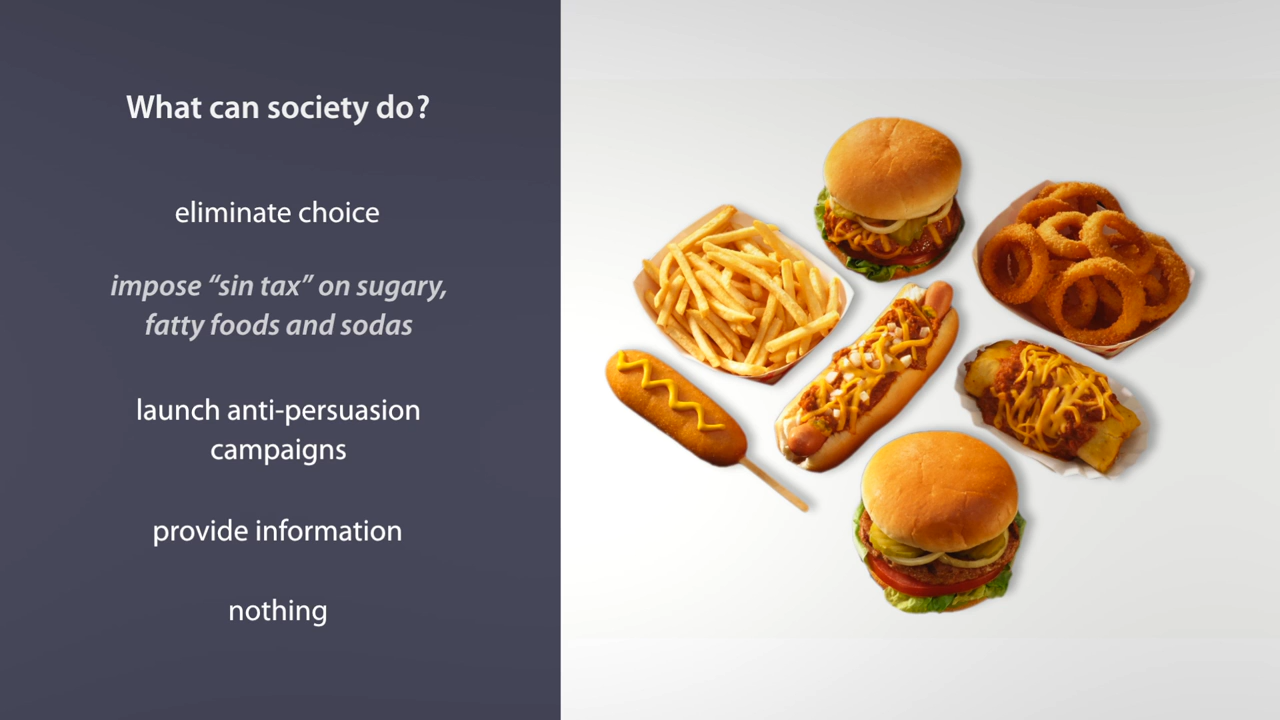 What can society do?
eliminate choice
impose “sin tax” on sugary,
fatty foods and sodas
launch anti-persuasion
campaigns
provide information
nothing